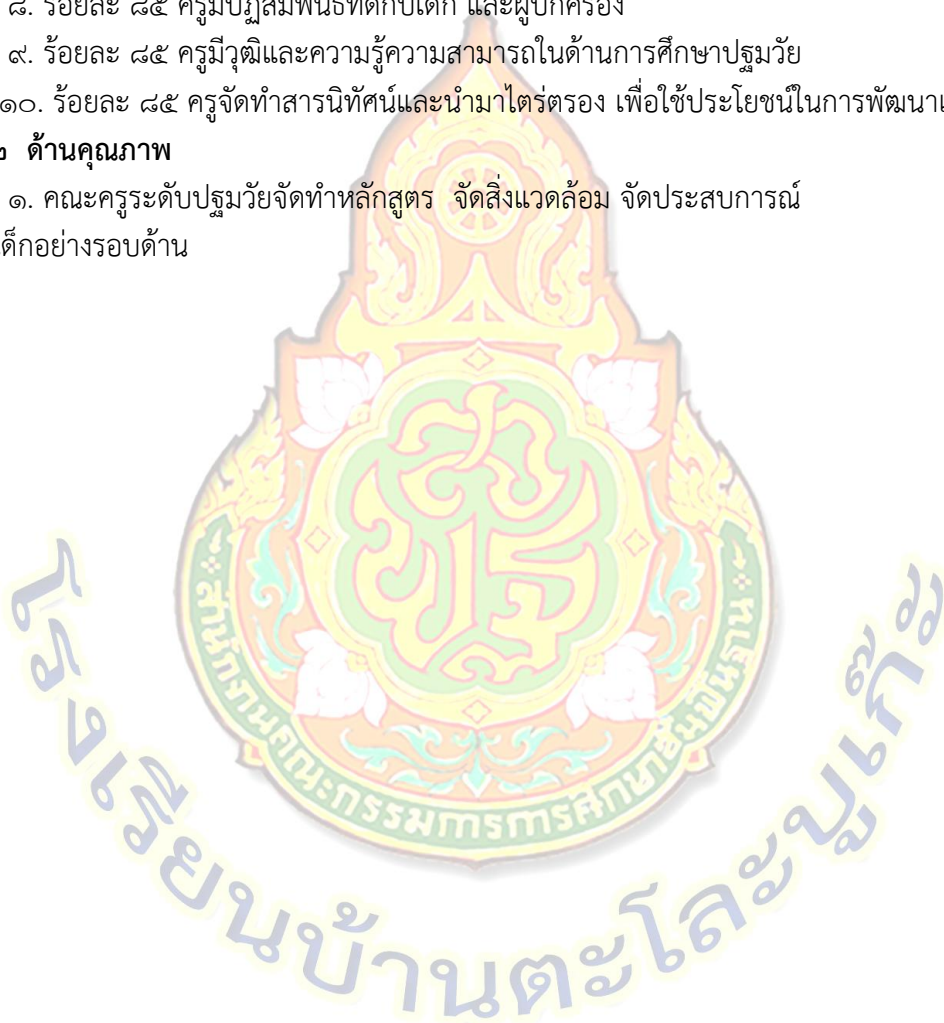 ๘. ร้อยละ ๘๕ ครูมีปฏิสัมพันธ์ที่ดีกับเด็ก และผู้ปกครอง
๙. ร้อยละ ๘๕ ครูมีวุฒิและความรู้ความสามารถในด้านการศึกษาปฐมวัย
๑๐. ร้อยละ ๘๕ ครูจัดทำสารนิทัศน์และนำมาไตร่ตรอง เพื่อใช้ประโยชน์ในการพัฒนา
๒ ด้านคุณภาพ
๑. คณะครูระดับปฐมวัยจัดทำหลักสูตร จัดสิ่งแวดล้อม จัดประสบการณ์
ด็กอย่างรอบด้าน
สพฐ
สำนักงานคณะกรรมการการศึกษาขั้นพื้นฐาน
โรงเรียนบ้านตะโละบูเก๊ะ